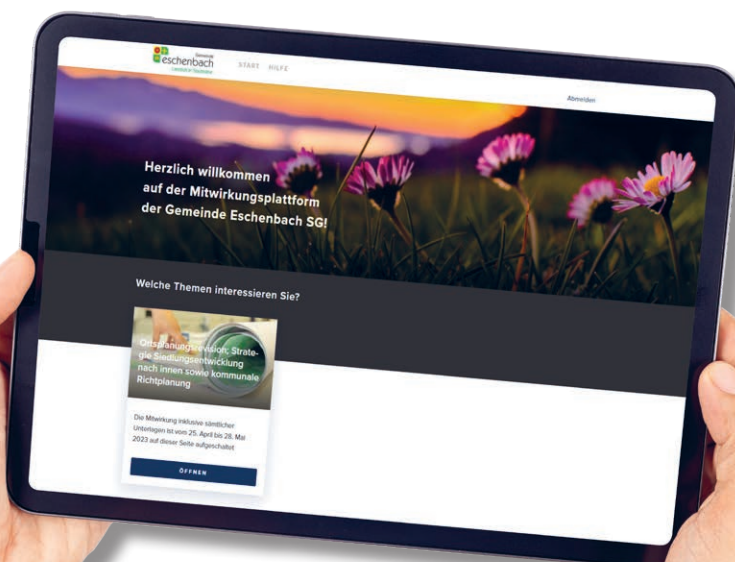 Gemeinde
eschenbach
START HILFE
Abmelden
Herzlich willkommen
auf der Mitwirkungsplattform
der Gemeinde Eschenbach SG!
Welche Themen interessieren Sie?
Ortsplanungsrevision: Strate-
gie Siedlungsentwicklung
nach innen sowie kommunale
Richtplanung
Die Mitwirkung inklusive sämtlicher
Unterlagen ist vom 25. April bis 28. Mai
2023 auf dieser Seite aufgeschaltet
ÖFFNEN